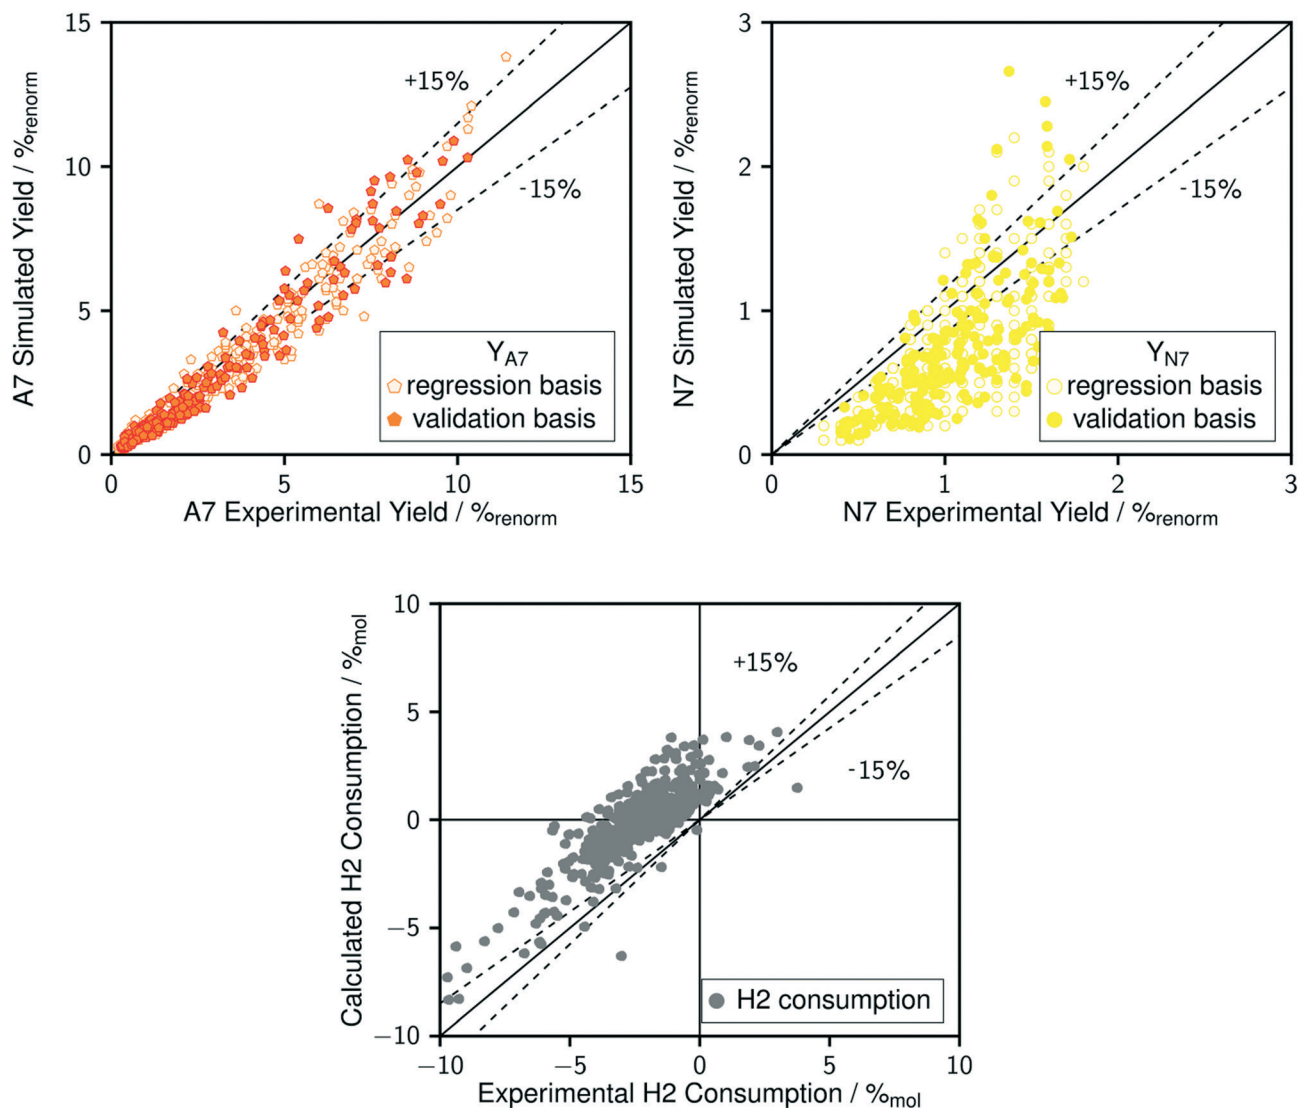 15
10
5
0
0
5
10
15
A7 Simulated Yield / %renorm
A7 Experimental Yield / %renorm
+15%
-15%
YA7
regression basis
validation basis
3
2
1
0
0
1
2
3
N7 Simulated Yield / %renorm
N7 Experimental Yield / %renorm
+15%
-15%
YN7
regression basis
validation basis
10
5
0
−5
−10
−10
−5
0
5
10
Calculated H2 Consumption / %mol
Experimental H2 Consumption / %mol
+15%
-15%
H2 consumption